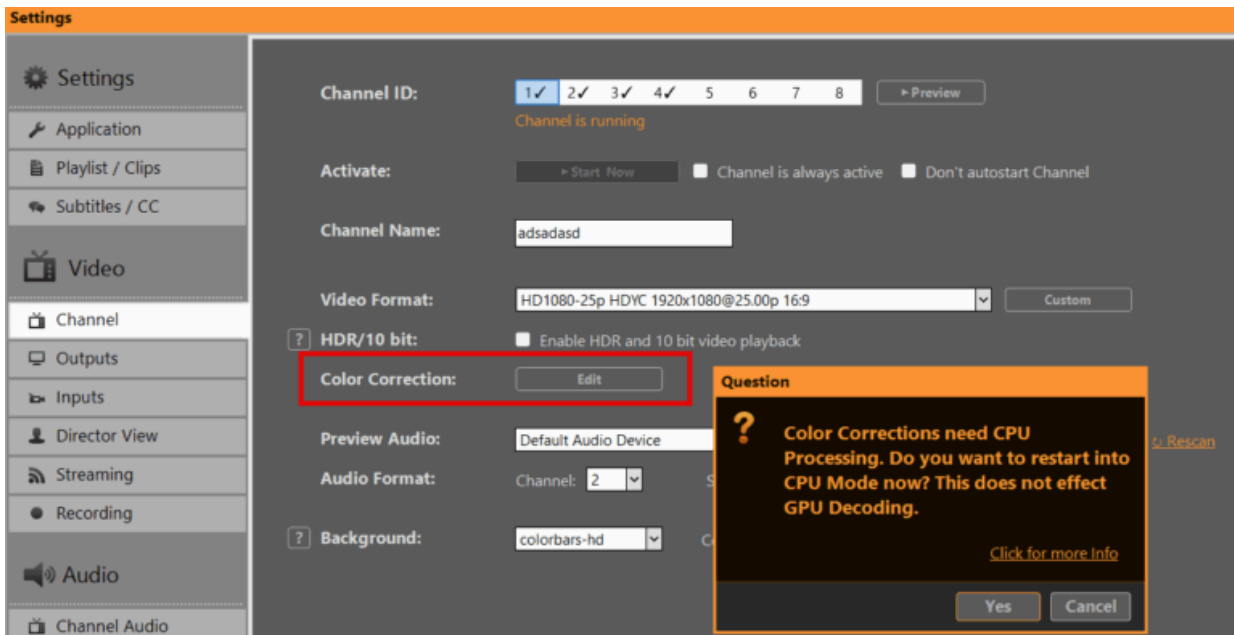 Settings
Settings
Application
Playlist / Clips
Subtitles / CC
Video
Channel
Outputs
Inputs
Director View
Streaming
Recording
Audio
Channel Audio
Channel ID: 1✓ 2✓ 3✓ 4✓ 5 6 7 8 Preview
Channel is running
Activate: Start Now Channel is always active Don't autostart Channel
Channel Name: adsadasd
Video Format: HD1080-25p HDYC 1920x1080@25.00p 16:9 Custom
? HDR/10 bit: Enable HDR and 10 bit video playback
Color Correction: Edit
Preview Audio: Default Audio Device Rescan
Audio Format: Channel: 2 S
? Background: colorbars-hd
Question
?
Color Corrections need CPU
Processing. Do you want to restart into
CPU Mode now? This does not effect
GPU Decoding.
Click for more Info
Yes Cancel